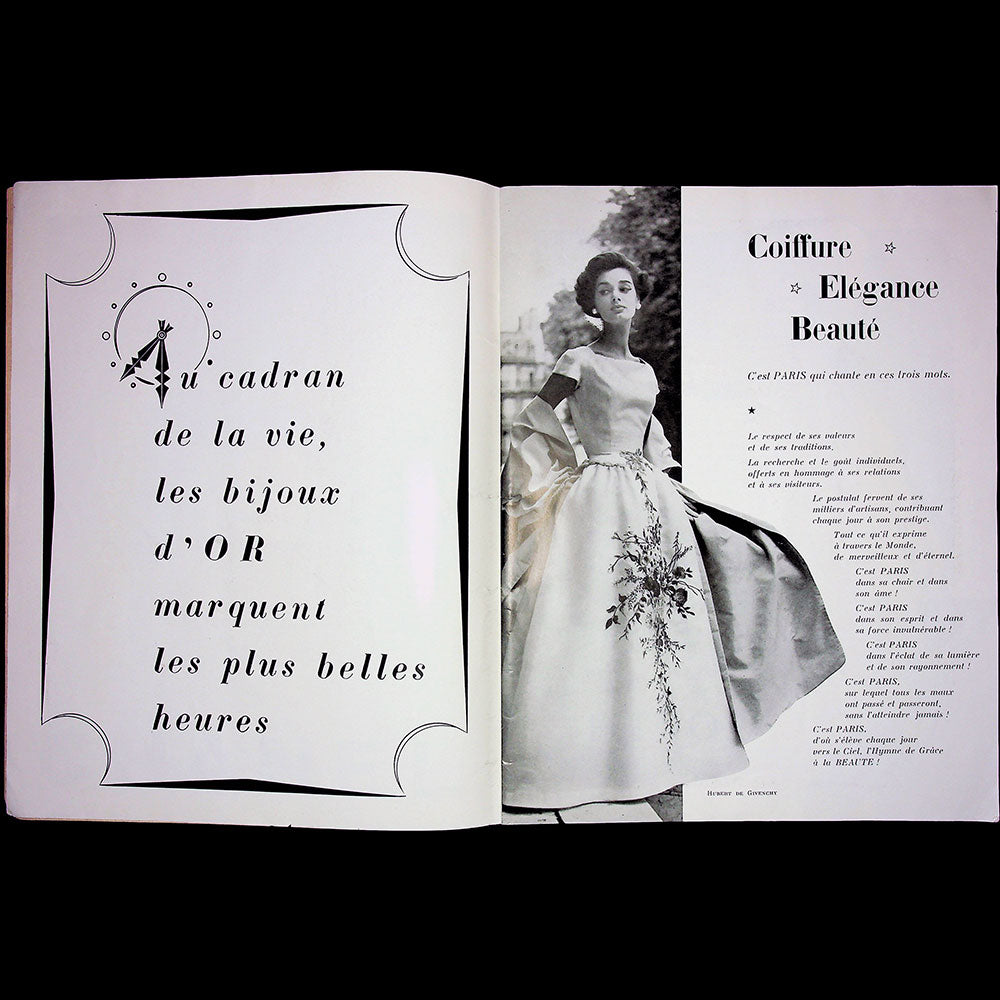 Au cadran
de la vie,
les bijoux
d'OR
marquent
les plus belles
heures
Coiffure
Elégance
Beauté
C'est PARIS qui chante en ces trois mots.
Le respect de ses valeurs
et de ses traditions.
La recherche et le goût individuels,
offerts en hommage à ses relations
et à ses visiteurs.
Le postulat fervent de ses
milliers d'artisans, contribuant
chaque jour à son prestige.
Tout ce qu'il exprime
à travers le Monde,
de merveilleux et d'éternel.
C'est PARIS
dans sa chair et dans
son âme !
C'est PARIS
dans son esprit et dans
sa force invulnérable !
C'est PARIS
dans l'éclat de sa lumière
et de son rayonnement !
C'est PARIS,
sur lequel tous les maux
ont passé et passeront,
sans l'atteindre jamais !
C'est PARIS,
d'où s'élève chaque jour
vers le Ciel, l'Hymne de Grâce
à la BEAUTE !
HUBERT DE GIVENCHY